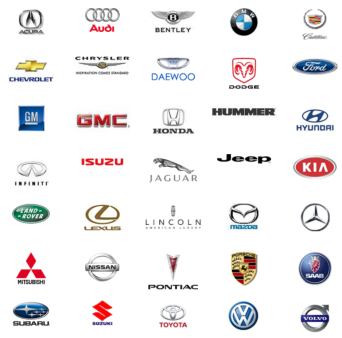 ACURA
Audi
BENTLEY
BMW
Cadillac
CHEVROLET
CHRYSLER
INSPIRATION COMES STANDARD
DAEWOO
DODGE
Ford
GM
GMC
HONDA
HUMMER
HYUNDAI
INFINITI
ISUZU
JAGUAR
Jeep
KIA
LAND
ROVER
LEXUS
LINCOLN
AMERICAN LUXURY
mazda
MITSUBISHI
NISSAN
PONTIAC
SAAB
SUBARU
SUZUKI
TOYOTA
VOLVO